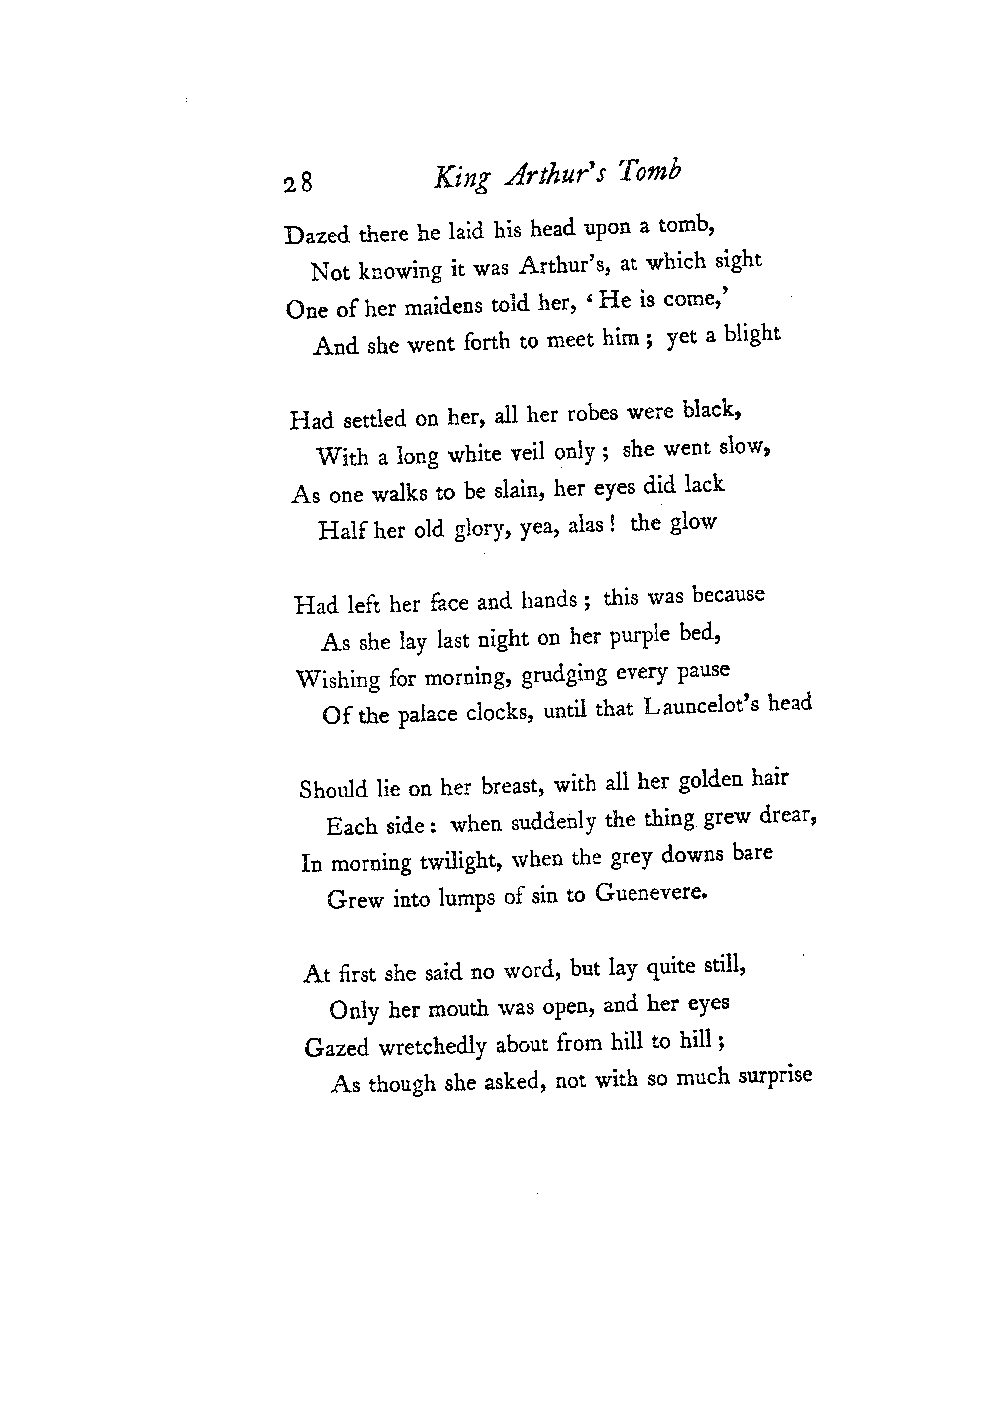 28 King Arthur's Tomb
Dazed there he laid his head upon a tomb,
Not knowing it was Arthur's, at which sight
One of her maidens told her, ‘ He is come,’
And she went forth to meet him ; yet a blight
Had settled on her, all her robes were black,
With a long white veil only ; she went slow,
As one walks to be slain, her eyes did lack
Half her old glory, yea, alas ! the glow
Had left her face and hands ; this was because
As she lay last night on her purple bed,
Wishing for morning, grudging every pause
Of the palace clocks, until that Launcelot's head
Should lie on her breast, with all her golden hair
Each side : when suddenly the thing grew drear,
In morning twilight, when the grey downs bare
Grew into lumps of sin to Guenevere.
At first she said no word, but lay quite still,
Only her mouth was open, and her eyes
Gazed wretchedly about from hill to hill ;
As though she asked, not with so much surprise